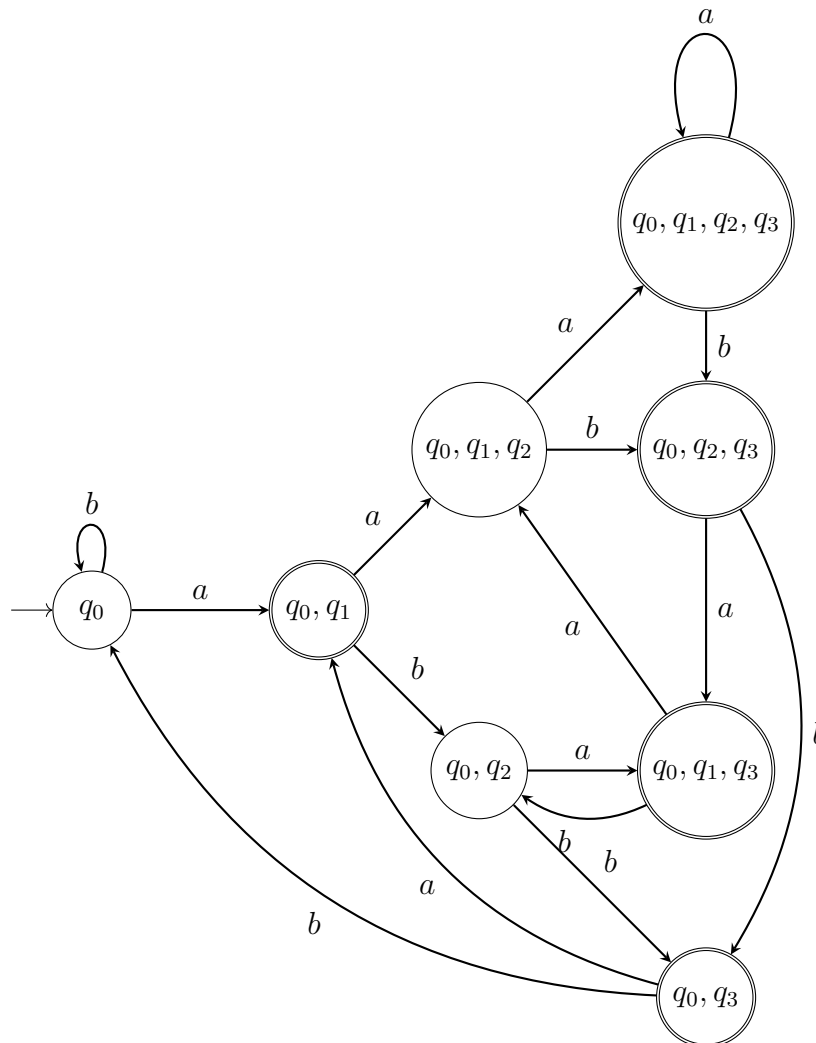 a
q₀, q₁, q₂, q₃
a
b
q₀, q₁, q₂
b
q₀, q₂, q₃
b
a
q₀
a
q₀, q₁
a
a
b
q₀, q₂
a
q₀, q₁, q₃
b
b
a
b
q₀, q₃